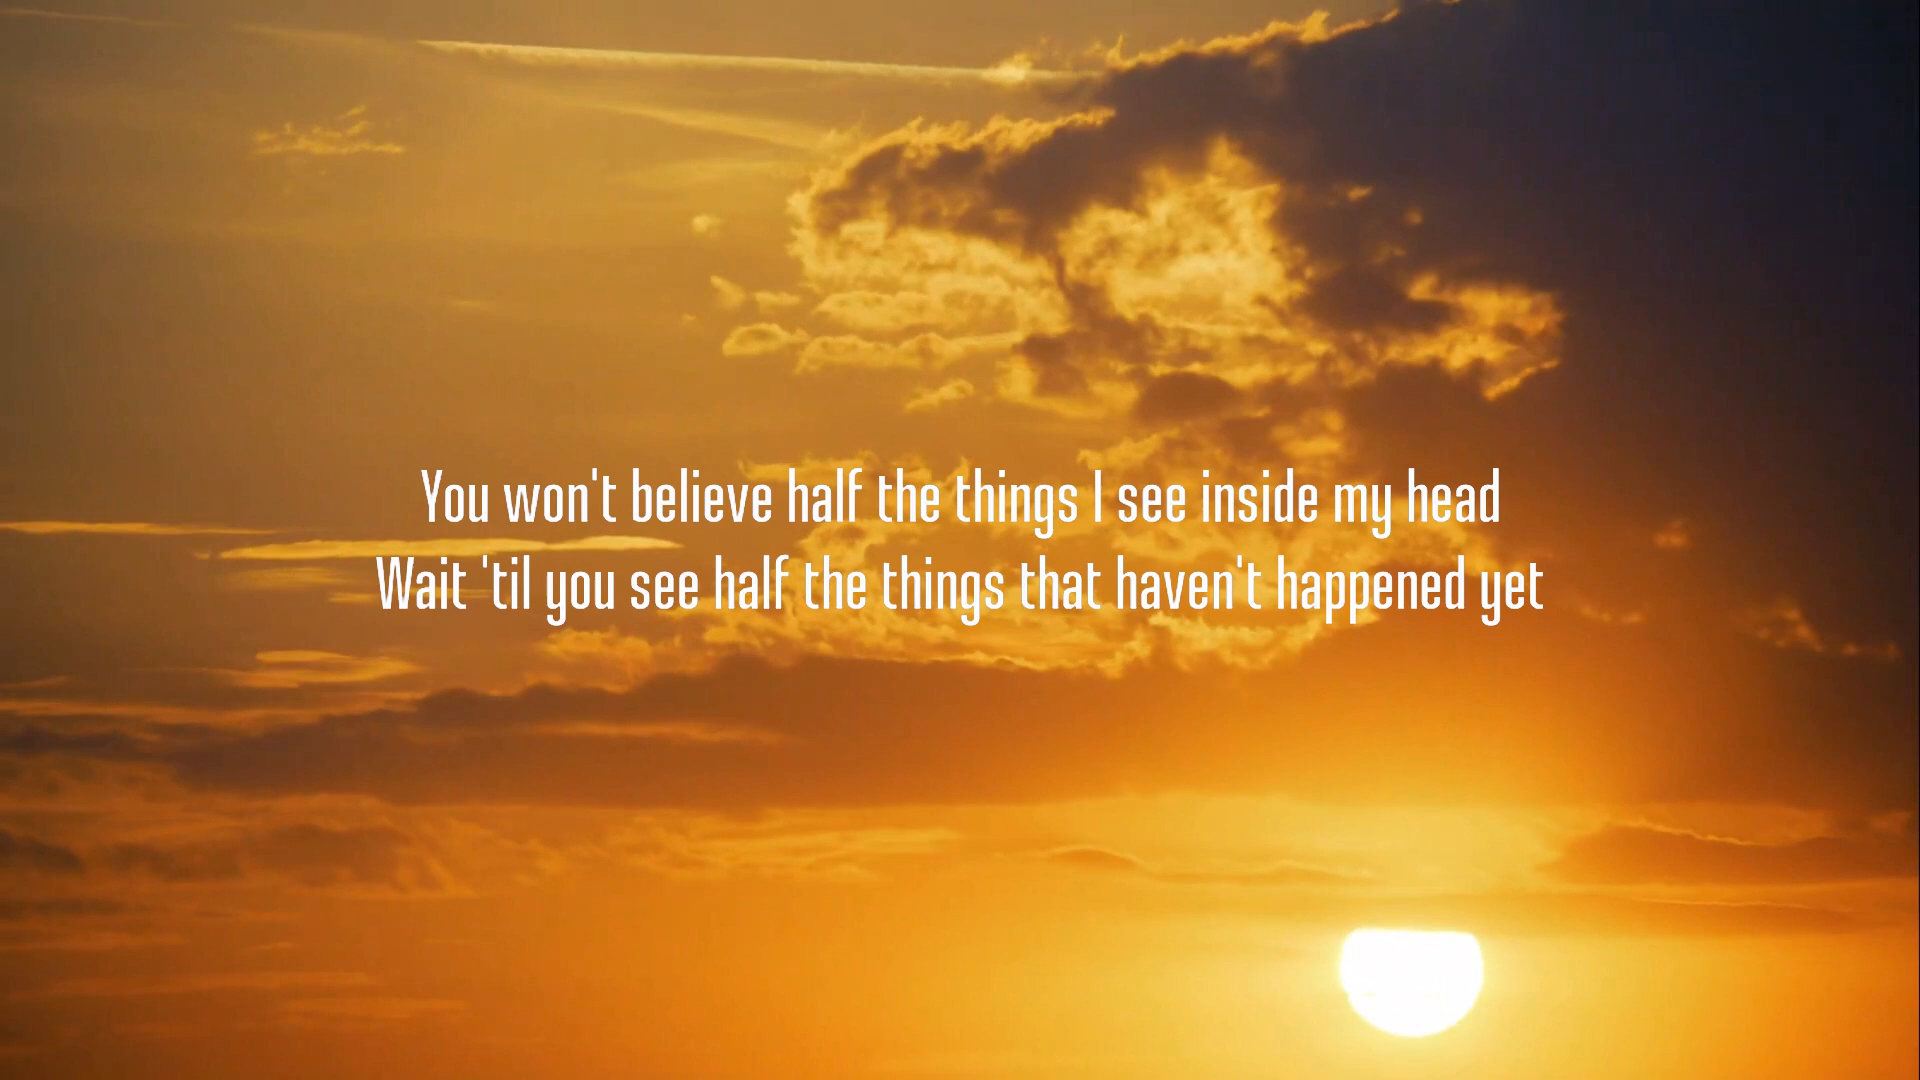 You won't believe half the things I see inside my head
Wait 'til you see half the things that haven't happened yet